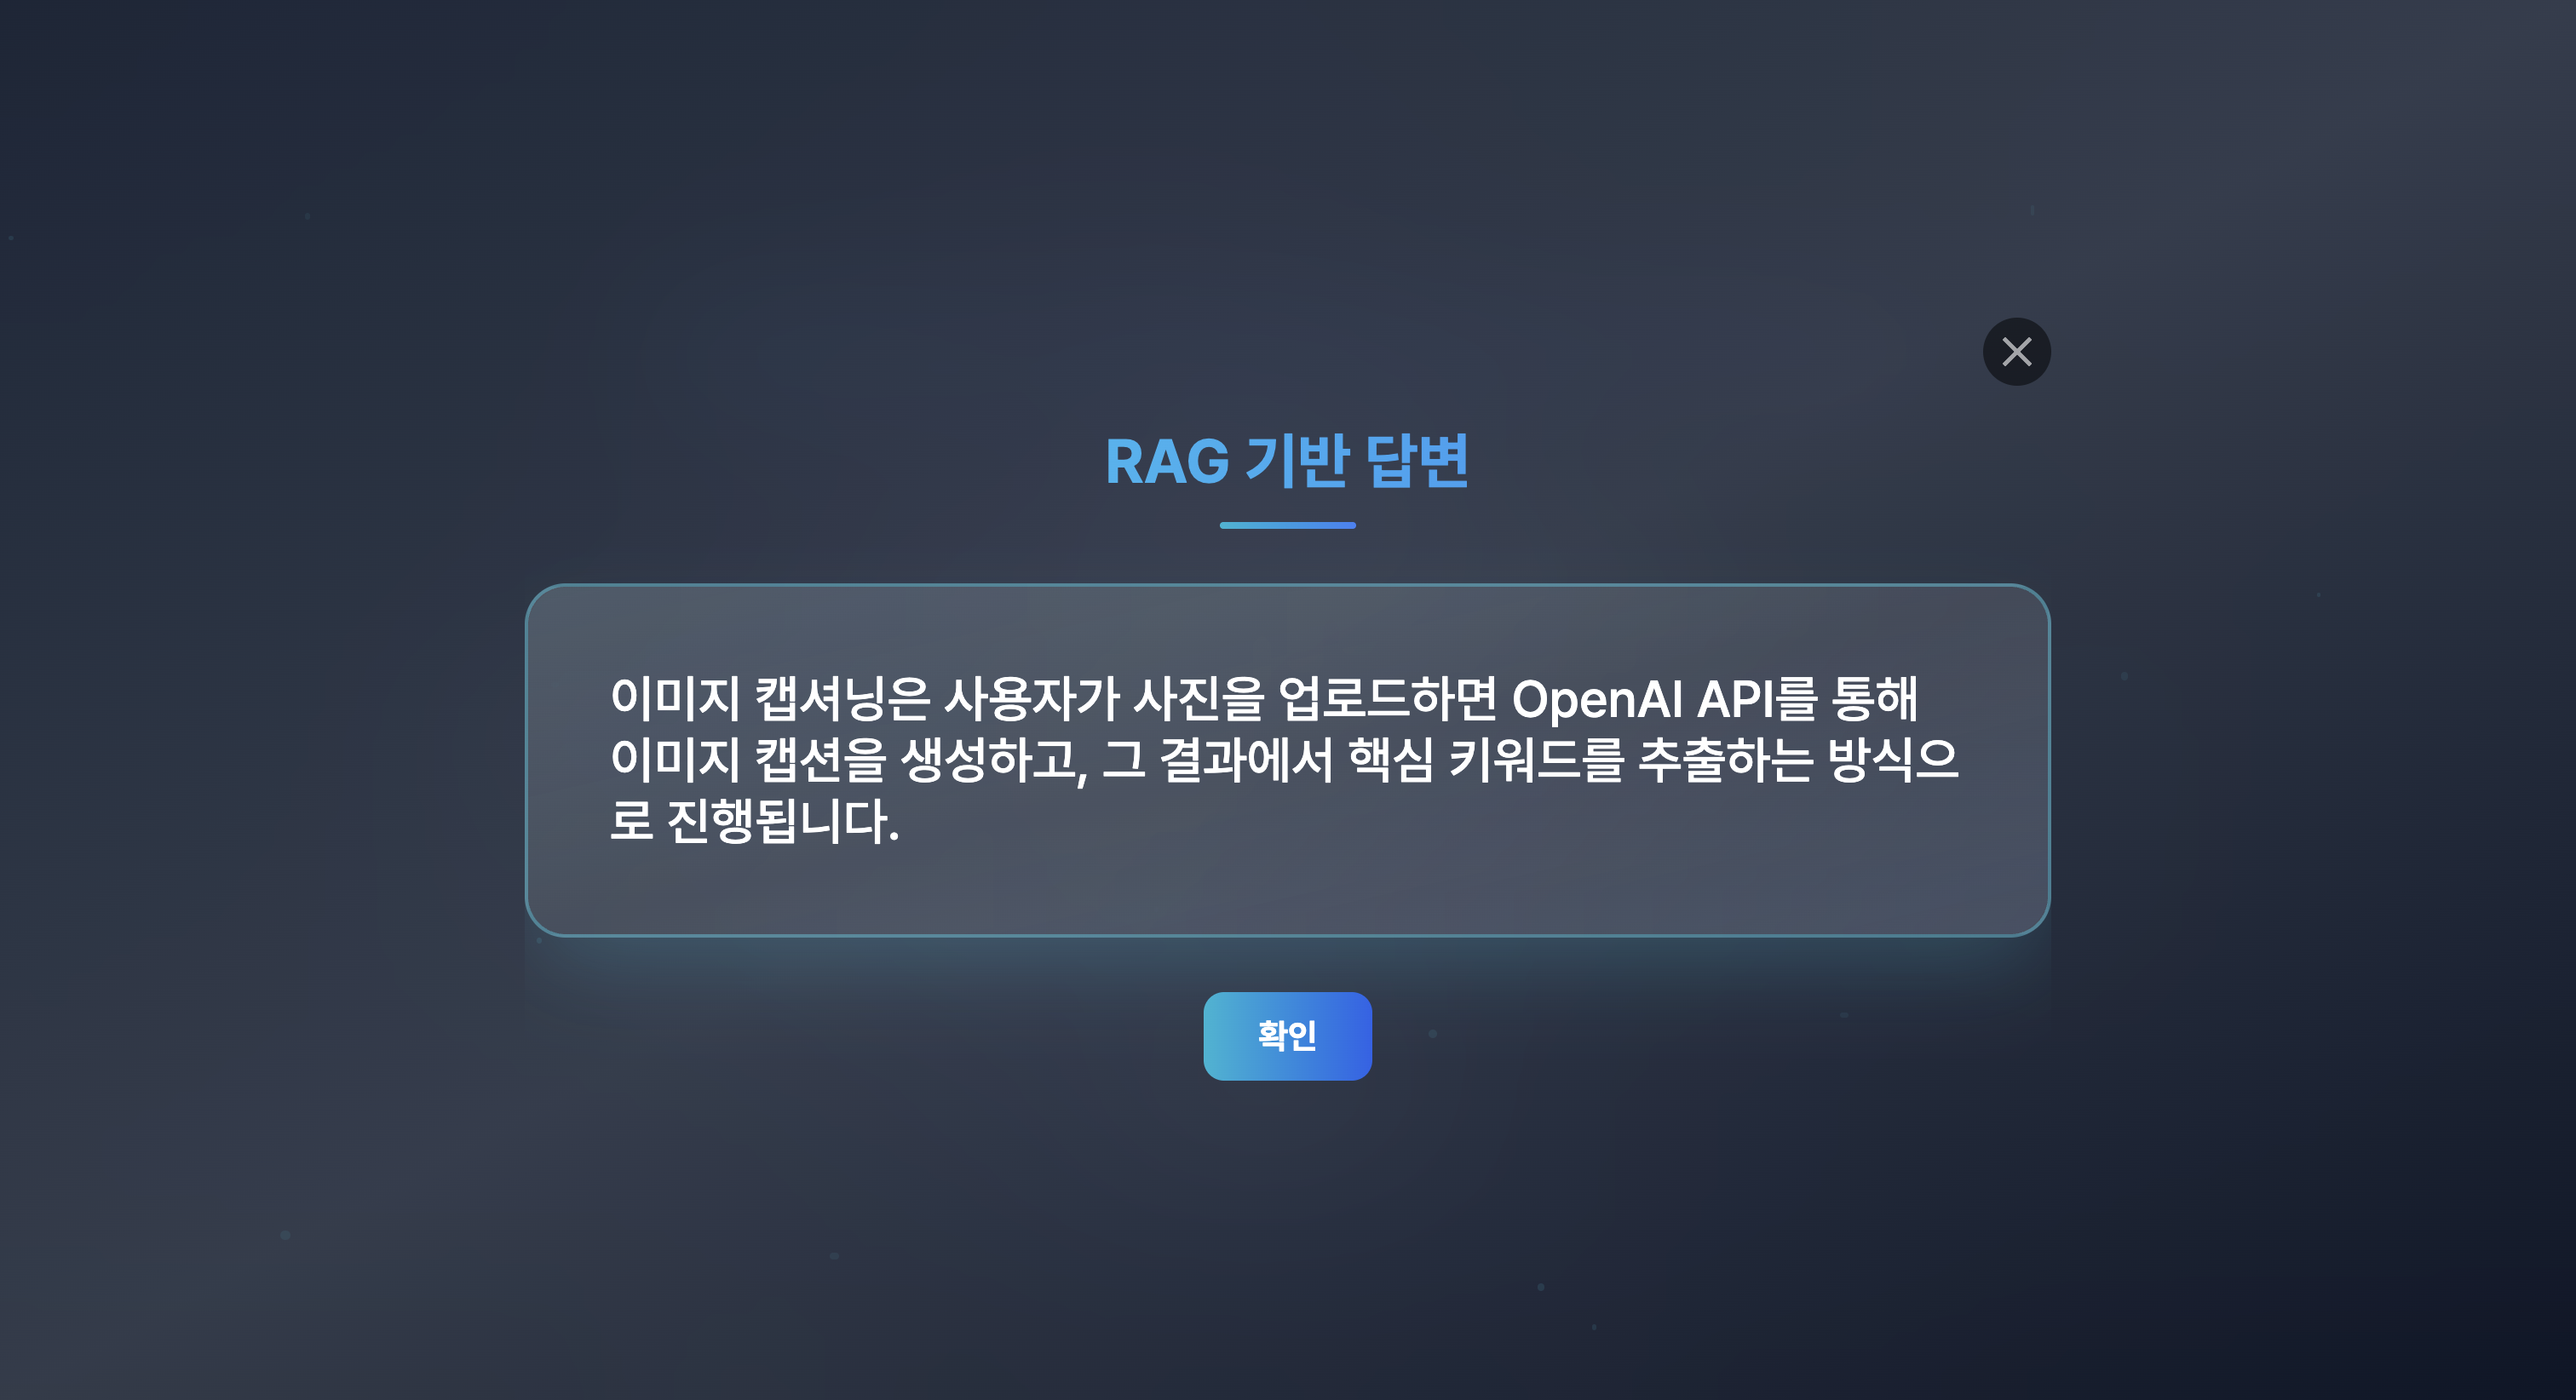 RAG 기반 답변
이미지 캡셔닝은 사용자가 사진을 업로드하면 OpenAI API를 통해
이미지 캡션을 생성하고, 그 결과에서 핵심 키워드를 추출하는 방식으
로 진행됩니다.
확인